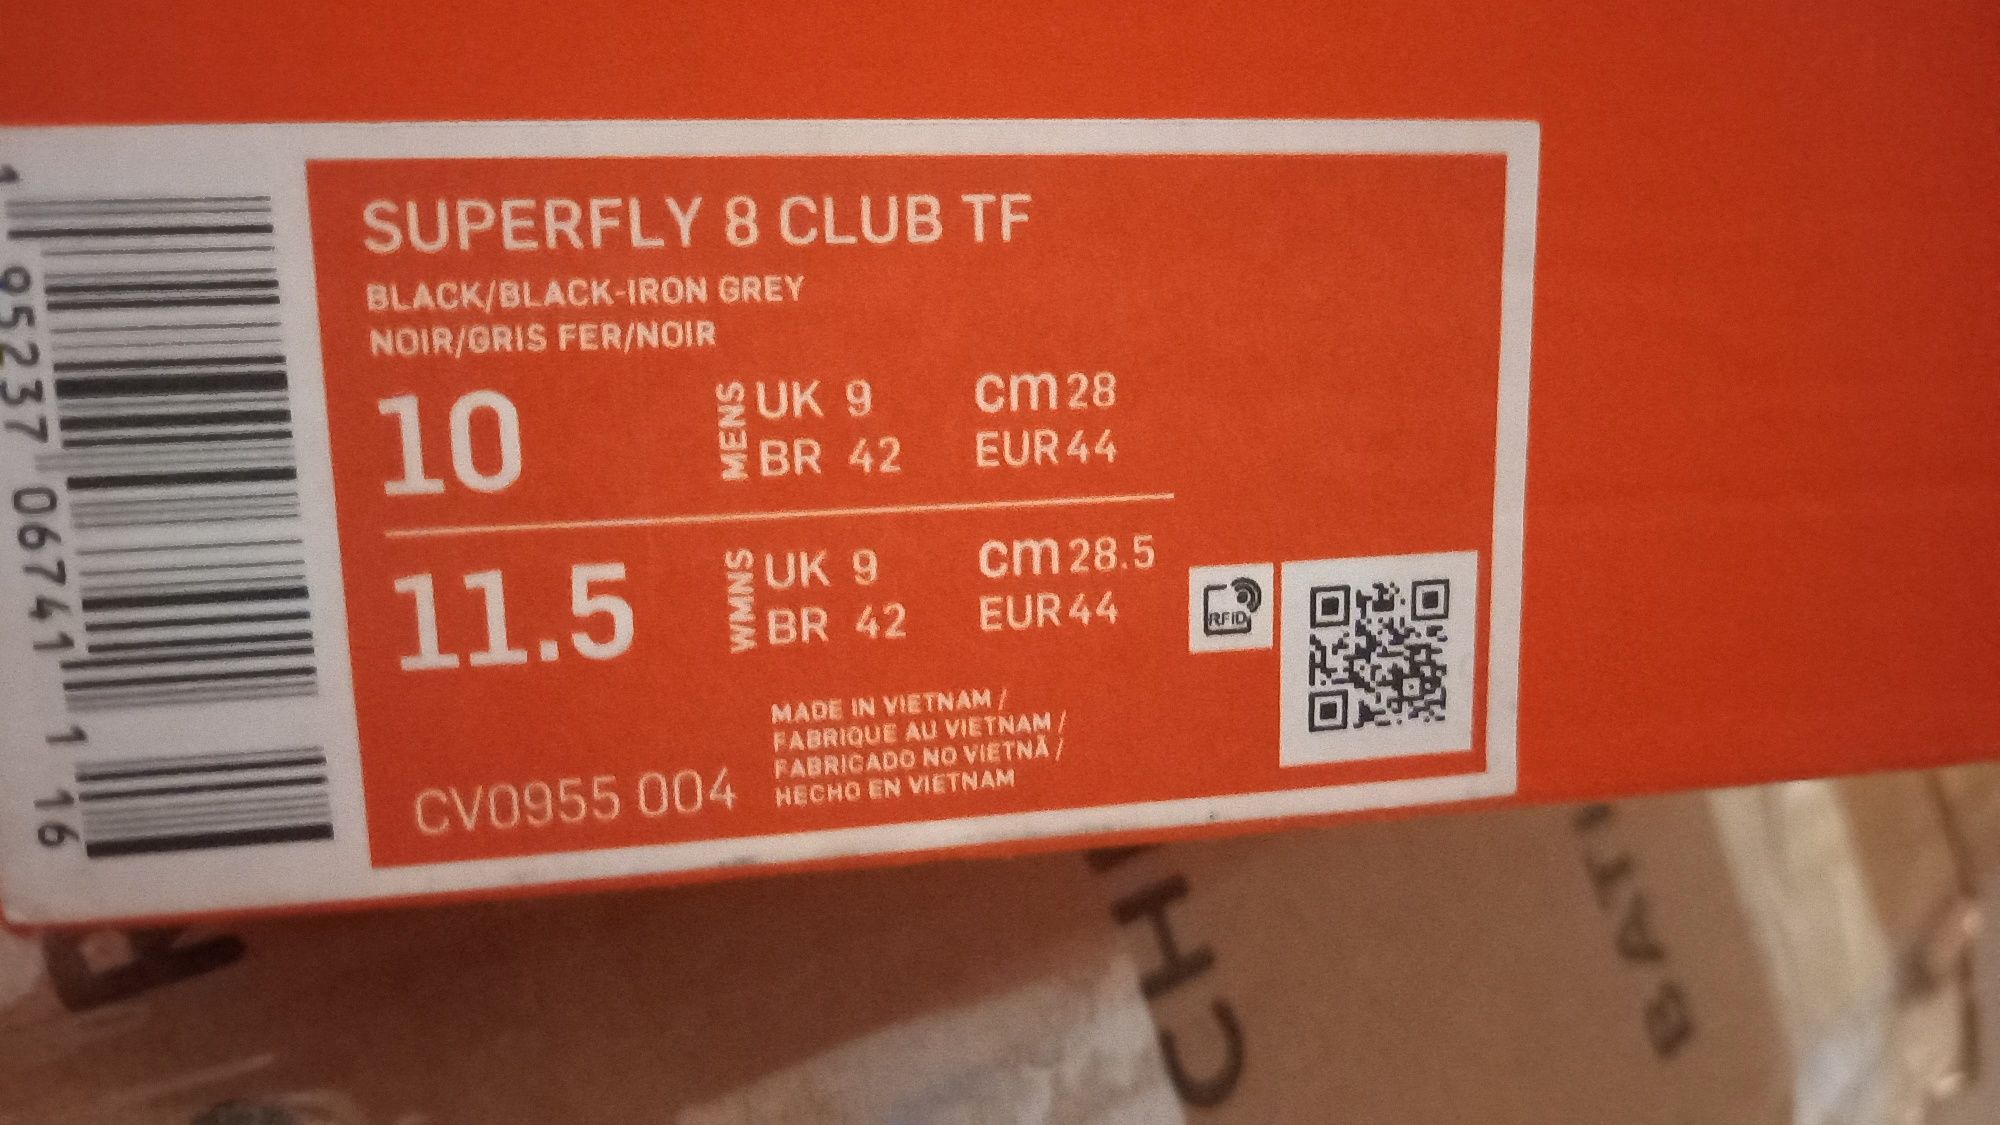 SUPERFLY 8 CLUB TF
BLACK/BLACK-IRON GREY
NOIR/GRIS FER/NOIR
10
MENS
UK 9
cm 28
BR 42
EUR 44
11.5
WMNS
UK 9
cm 28.5
BR 42
EUR 44
RFID
MADE IN VIETNAM /
FABRIQUE AU VIETNAM /
FABRICADO NO VIETNÃ /
HECHO EN VIETNAM
CV0955 004
1 95237 06741 1 16
CH
BAT